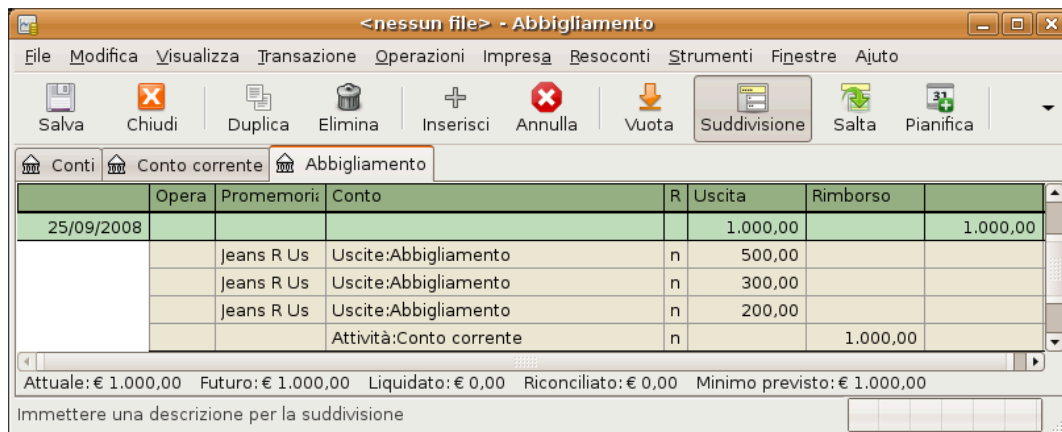 <nessun file> - Abbigliamento
File Modifica Visualizza Transazione Operazioni Impresa Resoconti Strumenti Finestre Aiuto
Salva Chiudi Duplica Elimina Inserisci Annulla Vuota Suddivisione Salta Pianifica
31
Conti Conto corrente Abbigliamento
Opera Promemoria Conto R Uscita Rimborso
25/09/2008 1.000,00 1.000,00
Jeans R Us Uscite:Abbigliamento n 500,00
Jeans R Us Uscite:Abbigliamento n 300,00
Jeans R Us Uscite:Abbigliamento n 200,00
Attività:Conto corrente n 1.000,00
Attuale: € 1.000,00 Futuro: € 1.000,00 Liquidato: € 0,00 Riconciliato: € 0,00 Minimo previsto: € 1.000,00
Immettere una descrizione per la suddivisione